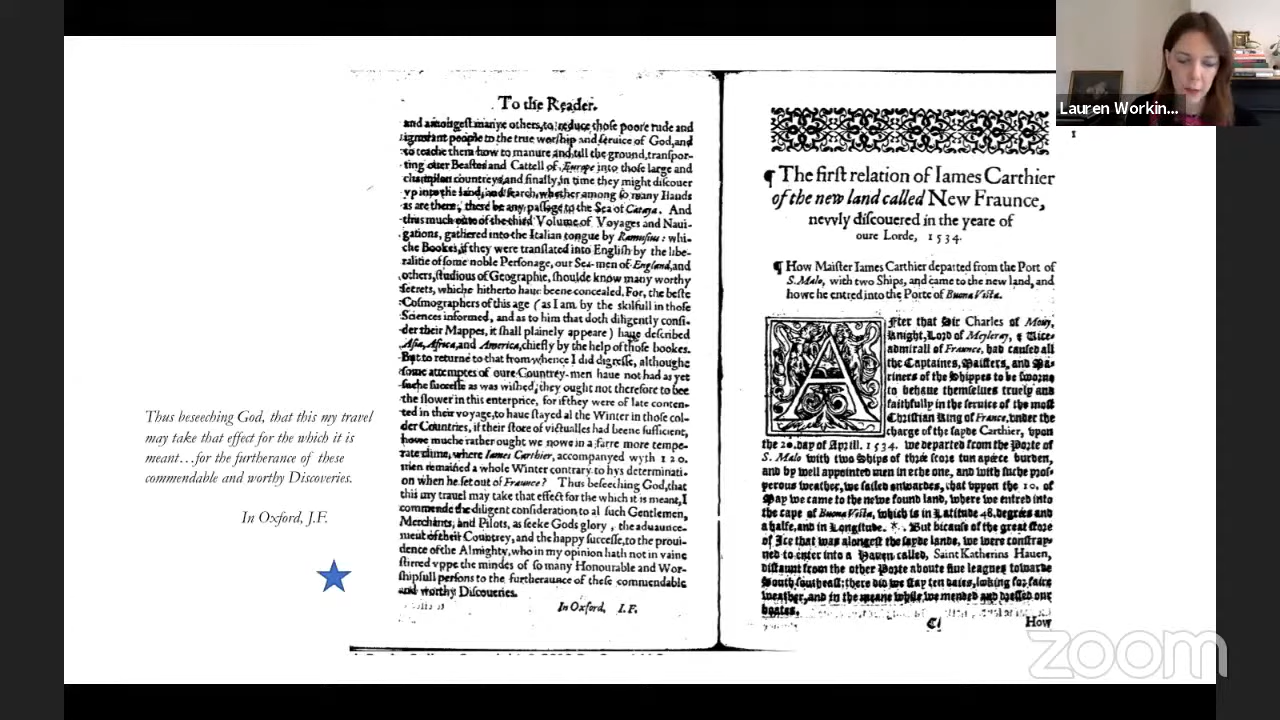 To the Reader.
and amongest manye others, to reduce those poore rude and
ignorant people to the true worship and seruice of God, and
to teache them how to manure and till the ground, transpor-
ting ouer Beastes and Cattell of Europe into those large and
champion countreys, and finally, in time they might discouer
vp into the land, and search, whether among so many Ilands
as are there, there be any passage to the Sea of Cataya. And
thus much oute of the third Volume of Voyages and Naui-
gations, gathered into the Italian tongue by Ramusius: whi-
che Bookes, if they were translated into English by the libe-
ralitie of some noble Personage, our Sea-men of England, and
others, studious of Geographie, shoulde know many worthy
secrets, whiche hitherto haue beene concealed. For, the beste
Cosmographers of this age (as I am by the skilfull in those
Sciences informed, and as to him that doth diligently consi-
der their Mappes, it shall plainely appeare) haue described
Asia, Africa, and America, chiefly by the help of those bookes.
But to returne to that from whence I did digresse, althoughe
some attemptes of oure Countrey-men haue not had as yet
suche successe as was wished, they ought not therefore to bee
the slower in this enterprice, for if they were of late conten-
ted in their voyage, to haue stayed al the Winter in those col-
der Countries, if their store of victualles had beene sufficient,
howe muche rather ought we nowe in a farre more tempe-
rate clime, where Iames Carthier, accompanyed wyth 120.
men remained a whole Winter contrary to hys determinati-
on when he set out of Fraunce? Thus beseeching God, that
this my trauel may take that effect for the which it is meant, I
commende the diligent consideration to al such Gentlemen,
Merchants, and Pilots, as seeke Gods glory, the aduaunce-
ment of their Countrey, and the happy successe, to the proui-
dence of the Almighty, who in my opinion hath not in vaine
stirred vppe the mindes of so many Honourable and Wor-
shipfull persons to the furtheraunce of these commendable
and worthy Discoueries.
In Oxford, I.F.
¶ The first relation of Iames Carthier
of the new land called New Fraunce,
newly discouered in the yeare of
oure Lorde, 1534.
¶ How Maister Iames Carthier departed from the Port of
S. Malo, with two Ships, and came to the new land, and
howe he entred into the Porte of Buona Vista.
After that Sir Charles of Mouy,
Knight, Lord of Meyleray, & Vice-
admirall of Fraunce, had caused all
the Captaines, Maisters, and Ma-
riners of the Shippes to be sworne
to behaue themselues truely and
faithfully in the seruice of the most
Christian King of France, vnder the
charge of the sayde Carthier, vpon
the 20. day of Aprill. 1534. we departed from the Porte of
S. Malo with two Ships of three score tun apiece burden,
and by well appointed men in eche one, and with suche pros-
perous weather, we sailed onwardes, that vppon the 10. of
May we came to the newe found land, where we entred into
the cape of Buona Vista, which is in Latitude 48. degrees and
a halfe, and in Longitude. *. But bicause of the great store
of Ice that was alongest the sayde lande, we were constray-
ned to enter into a Hauen called, Saint Katherins Hauen,
distaunt from the other Porte aboute fiue leagues towarde
South southeast: there did we stay ten daies, looking for faire
weather, and in the meane while we mended and dressed our
boates.
How
Thus beseeching God, that this my travel
may take that effect for the which it is
meant…for the furtherance of these
commendable and worthy Discoveries.
In Oxford, J.F.
Lauren Workin...
zoom